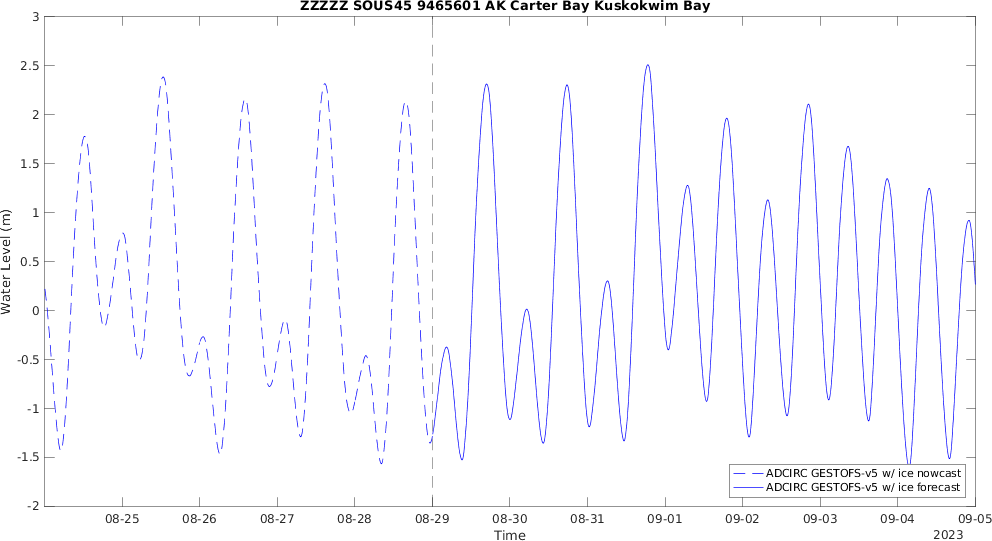 ZZZZZ SOUS45 9465601 AK Carter Bay Kuskokwim Bay
3
2.5
2
1.5
1
0.5
0
-0.5
-1
-1.5
-2
Water Level (m)
ADCIRC GESTOFS-v5 w/ ice nowcast
ADCIRC GESTOFS-v5 w/ ice forecast
08-25 08-26 08-27 08-28 08-29 08-30 08-31 09-01 09-02 09-03 09-04 09-05
Time
2023